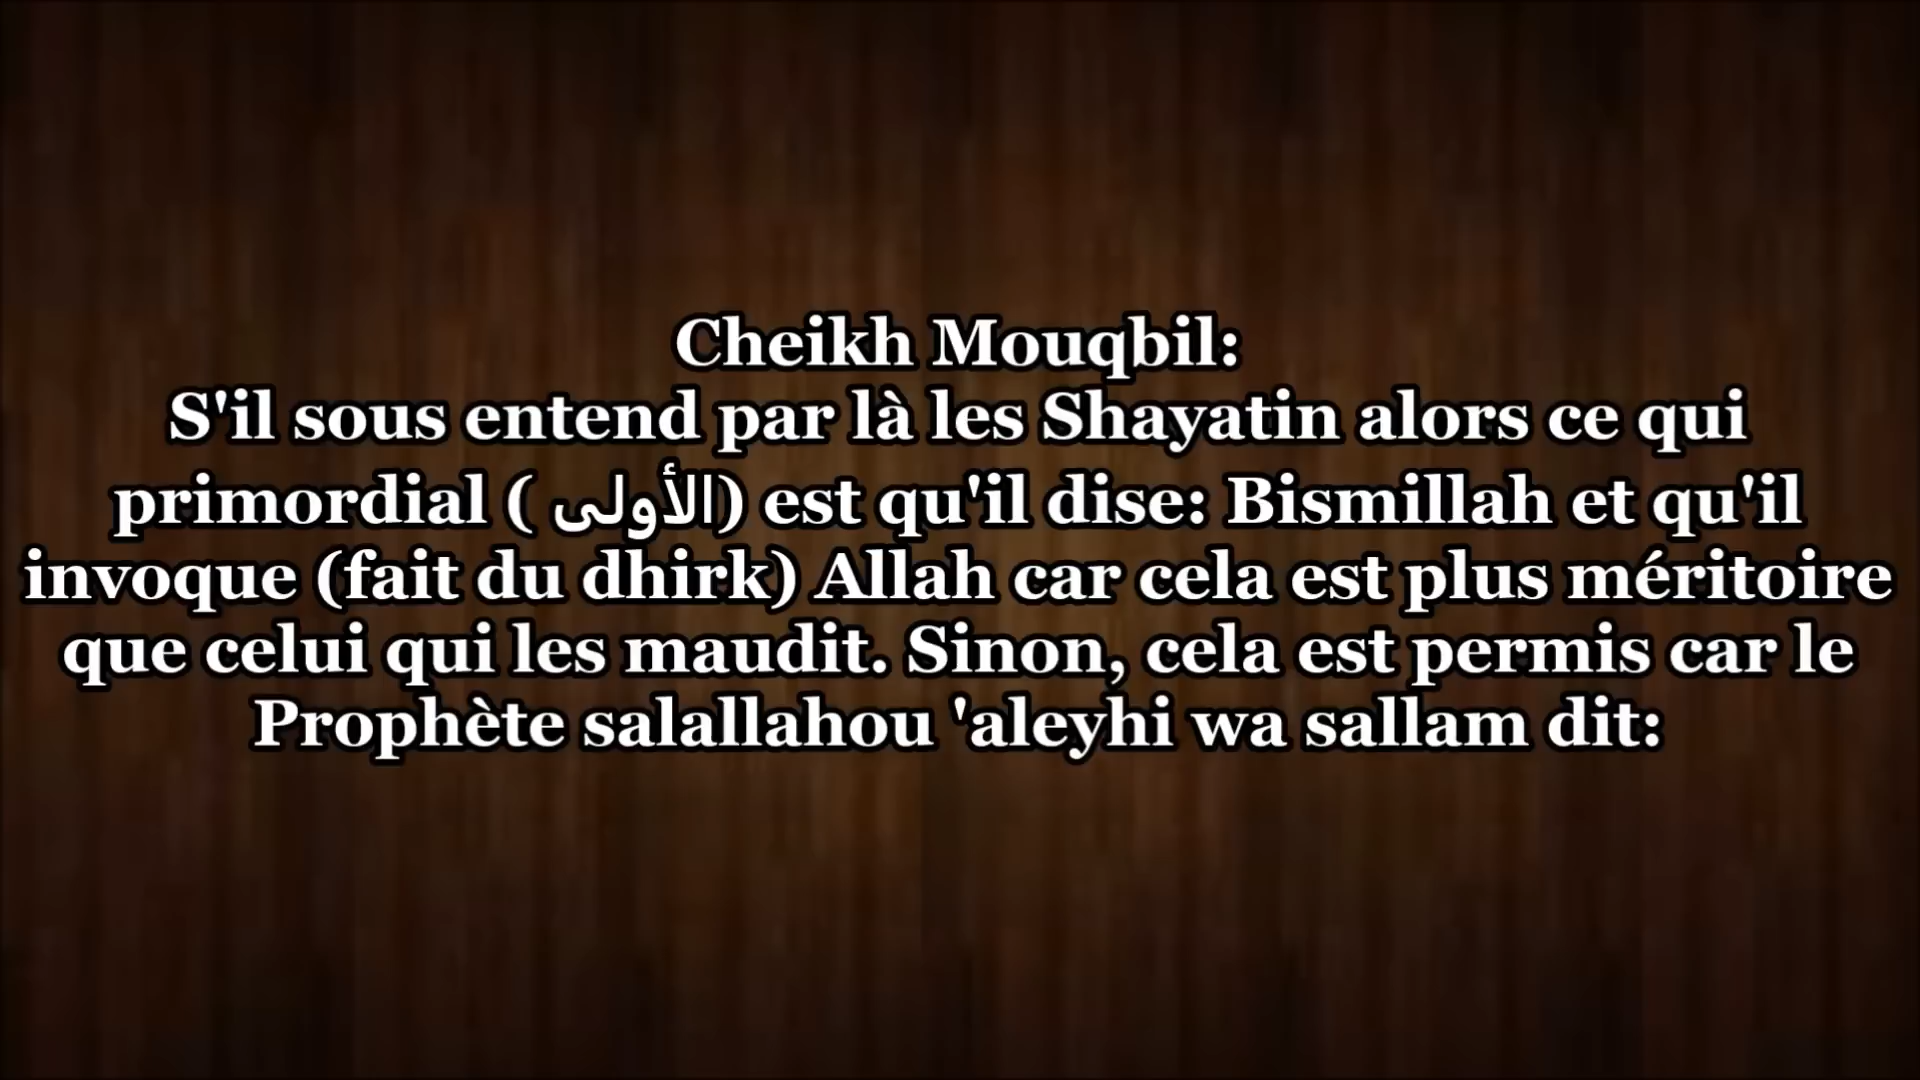 Cheikh Mouqbil:
S'il sous entend par là les Shayatin alors ce qui
primordial ( الأولى) est qu'il dise: Bismillah et qu'il
invoque (fait du dhirk) Allah car cela est plus méritoire
que celui qui les maudit. Sinon, cela est permis car le
Prophète salallahou 'aleyhi wa sallam dit: